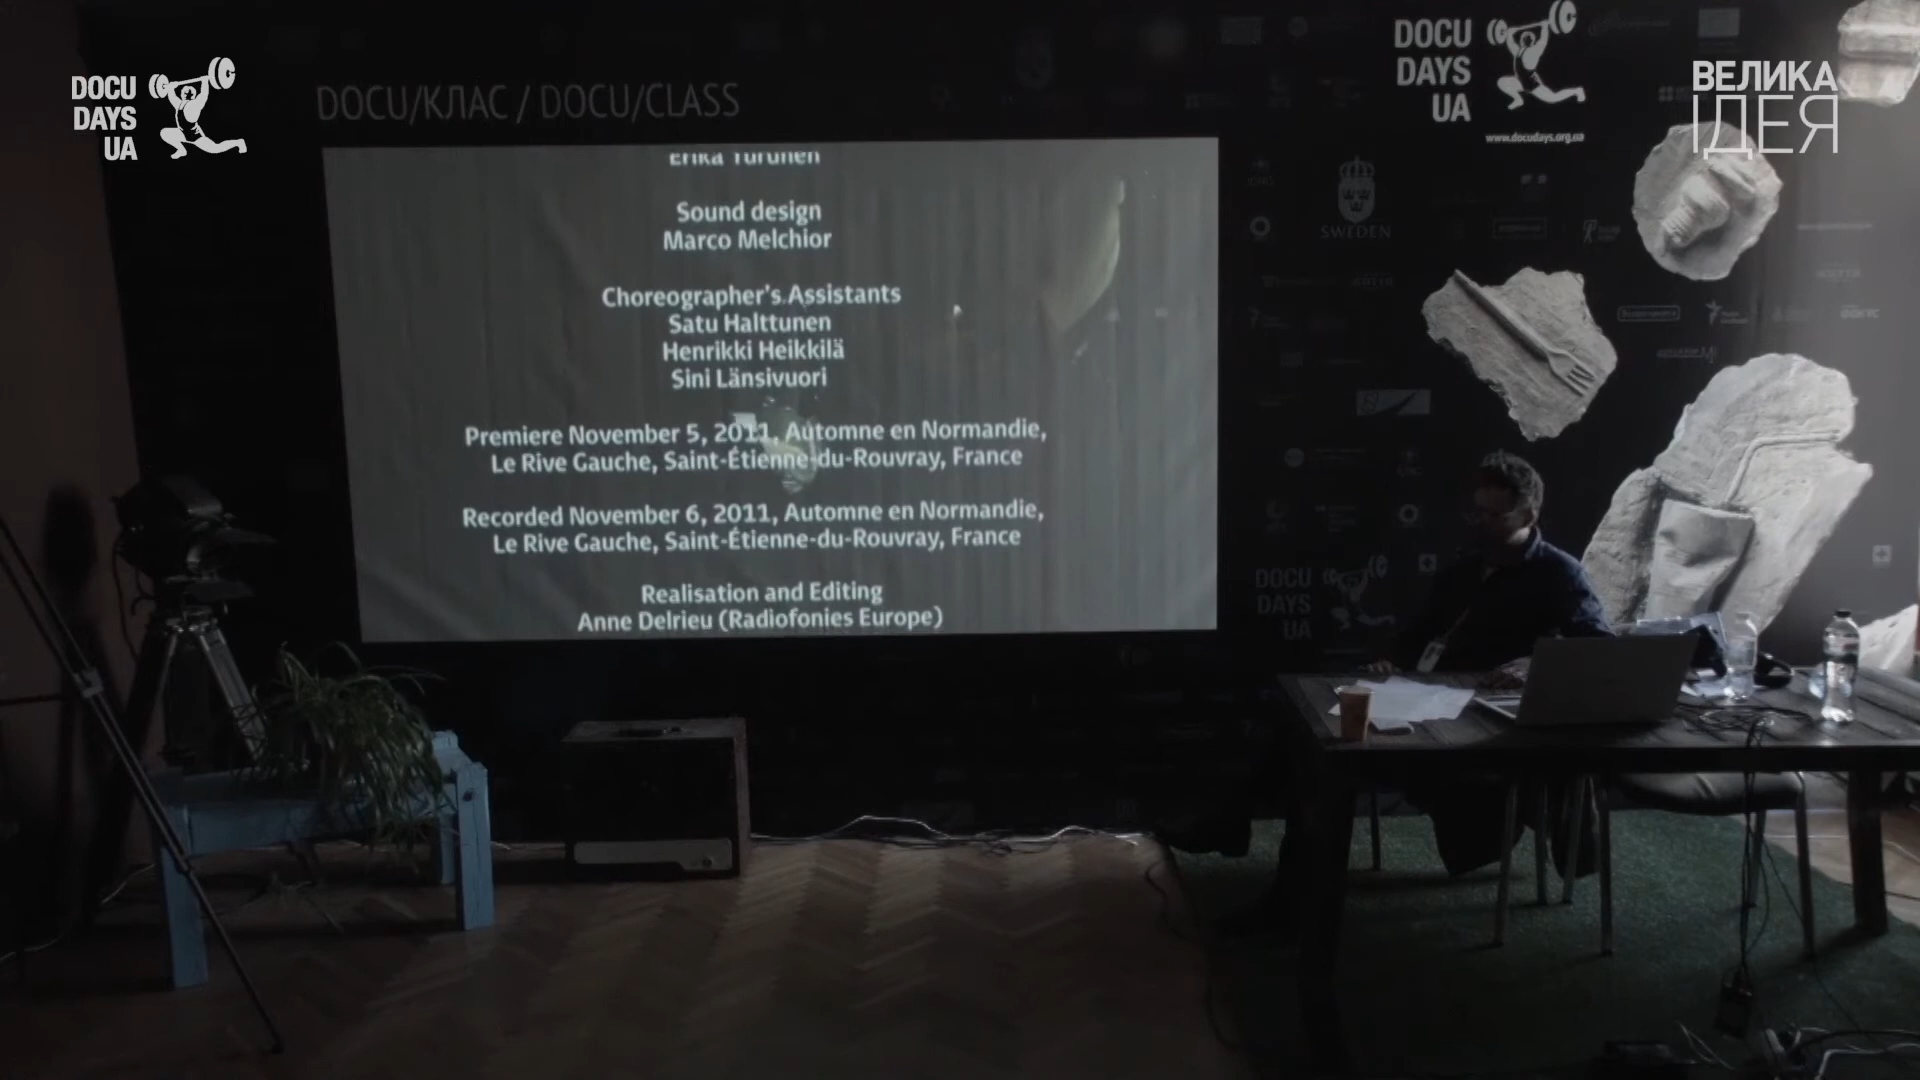 DOCU
DAYS
UA
DOCU/КЛАС / DOCU/CLASS
DOCU
DAYS
UA
www.docudays.org.ua
ВЕЛИКА
ІДЕЯ
Erika Turunen
Sound design
Marco Melchior
Choreographer's Assistants
Satu Halttunen
Henrikki Heikkilä
Sini Länsivuori
Premiere November 5, 2011, Automne en Normandie,
Le Rive Gauche, Saint-Étienne-du-Rouvray, France
Recorded November 6, 2011, Automne en Normandie,
Le Rive Gauche, Saint-Étienne-du-Rouvray, France
Realisation and Editing
Anne Delrieu (Radiofonies Europe)
SWEDEN
DOCU
DAYS
UA